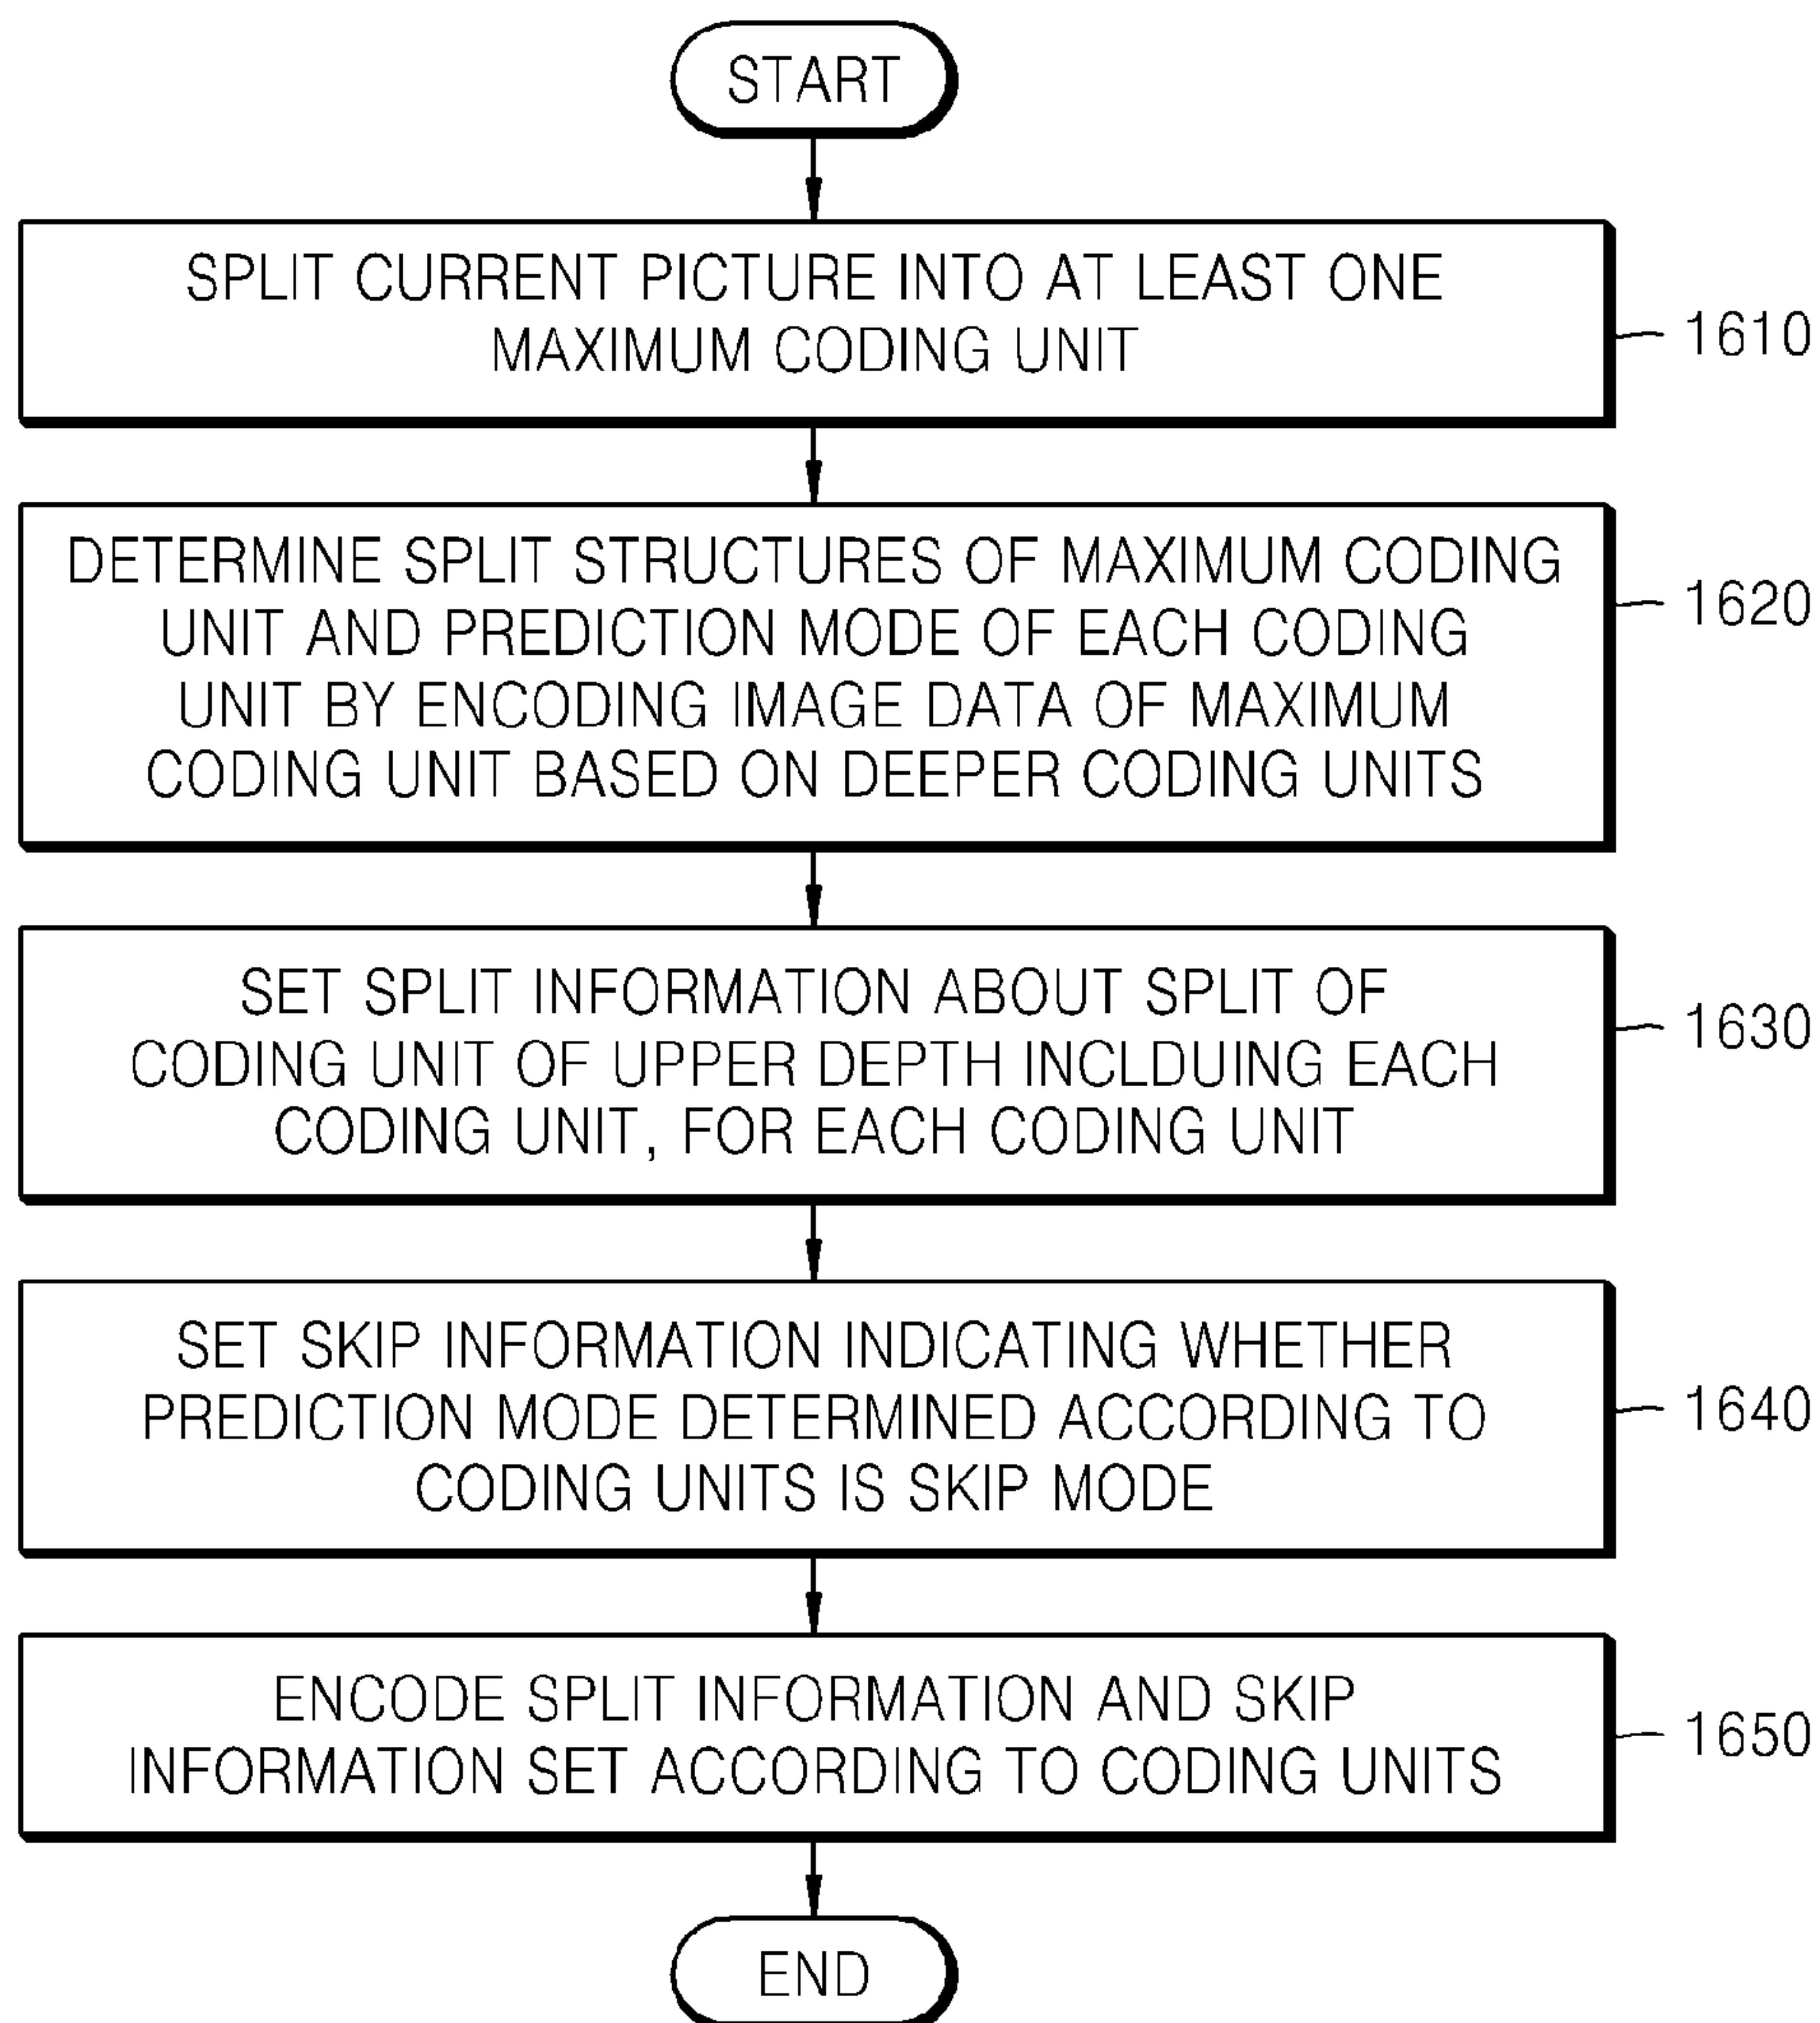 START
SPLIT CURRENT PICTURE INTO AT LEAST ONE
MAXIMUM CODING UNIT
1610
DETERMINE SPLIT STRUCTURES OF MAXIMUM CODING
UNIT AND PREDICTION MODE OF EACH CODING
UNIT BY ENCODING IMAGE DATA OF MAXIMUM
CODING UNIT BASED ON DEEPER CODING UNITS
1620
SET SPLIT INFORMATION ABOUT SPLIT OF
CODING UNIT OF UPPER DEPTH INCLDUING EACH
CODING UNIT, FOR EACH CODING UNIT
1630
SET SKIP INFORMATION INDICATING WHETHER
PREDICTION MODE DETERMINED ACCORDING TO
CODING UNITS IS SKIP MODE
1640
ENCODE SPLIT INFORMATION AND SKIP
INFORMATION SET ACCORDING TO CODING UNITS
1650
END